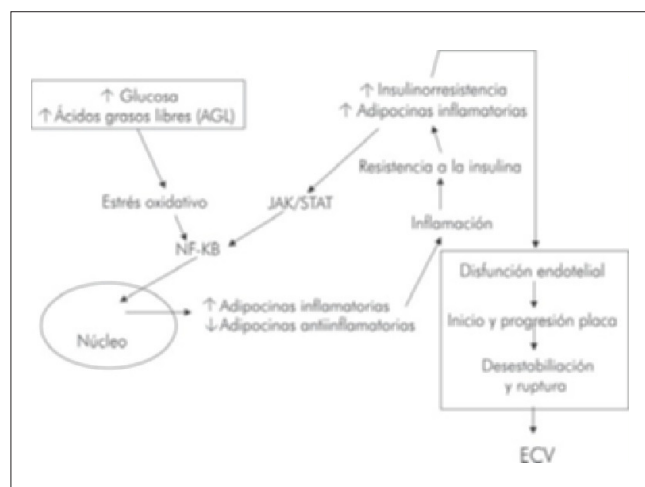 ↑ Glucosa
↑ Ácidos grasos libres (AGL)
↑ Insulinorresistencia
↑ Adipocinas inflamatorias
Resistencia a la insulina
Estrés oxidativo
JAK/STAT
Inflamación
NF-KB
Núcleo
↑ Adipocinas inflamatorias
↓ Adipocinas antiinflamatorias
Disfunción endotelial
Inicio y progresión placa
Desestabiliación
y ruptura
ECV